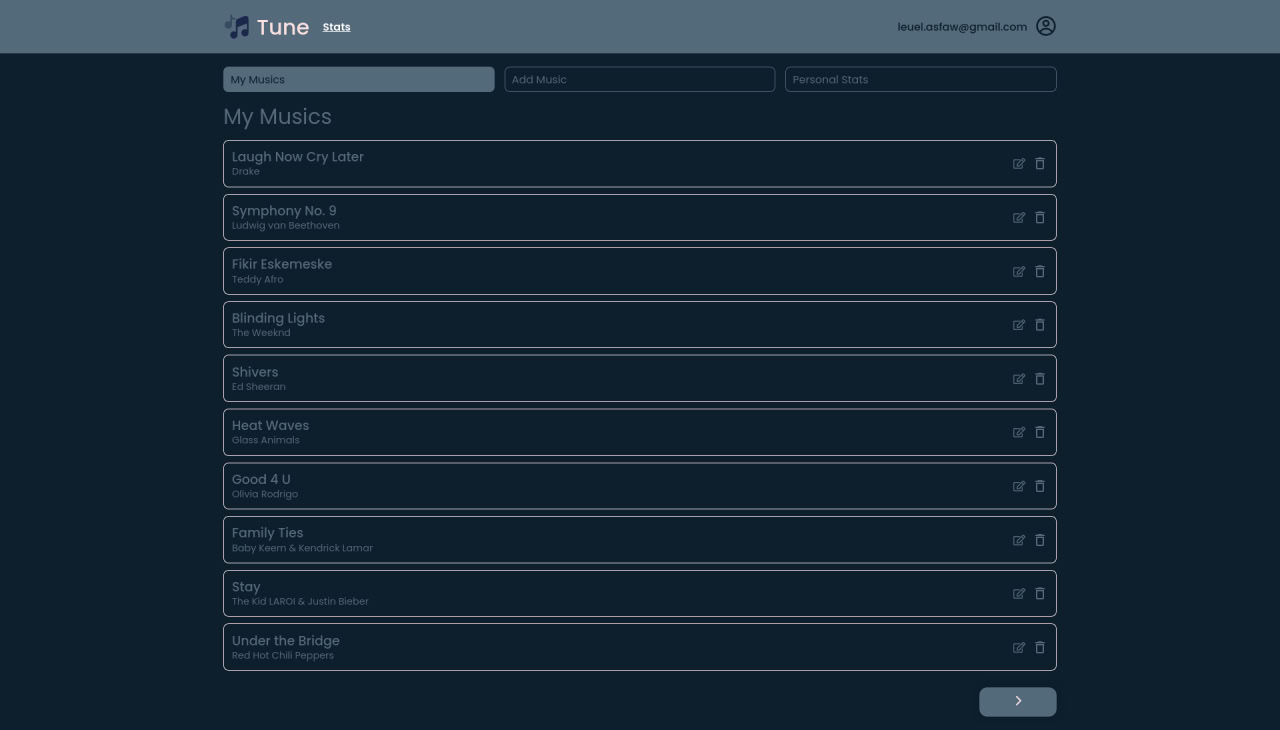 Tune
Stats
leuel.asfaw@gmail.com
My Musics
Add Music
Personal Stats
My Musics
Laugh Now Cry Later
Drake
Symphony No. 9
Ludwig van Beethoven
Fikir Eskemeske
Teddy Afro
Blinding Lights
The Weeknd
Shivers
Ed Sheeran
Heat Waves
Glass Animals
Good 4 U
Olivia Rodrigo
Family Ties
Baby Keem & Kendrick Lamar
Stay
The Kid LAROI & Justin Bieber
Under the Bridge
Red Hot Chili Peppers